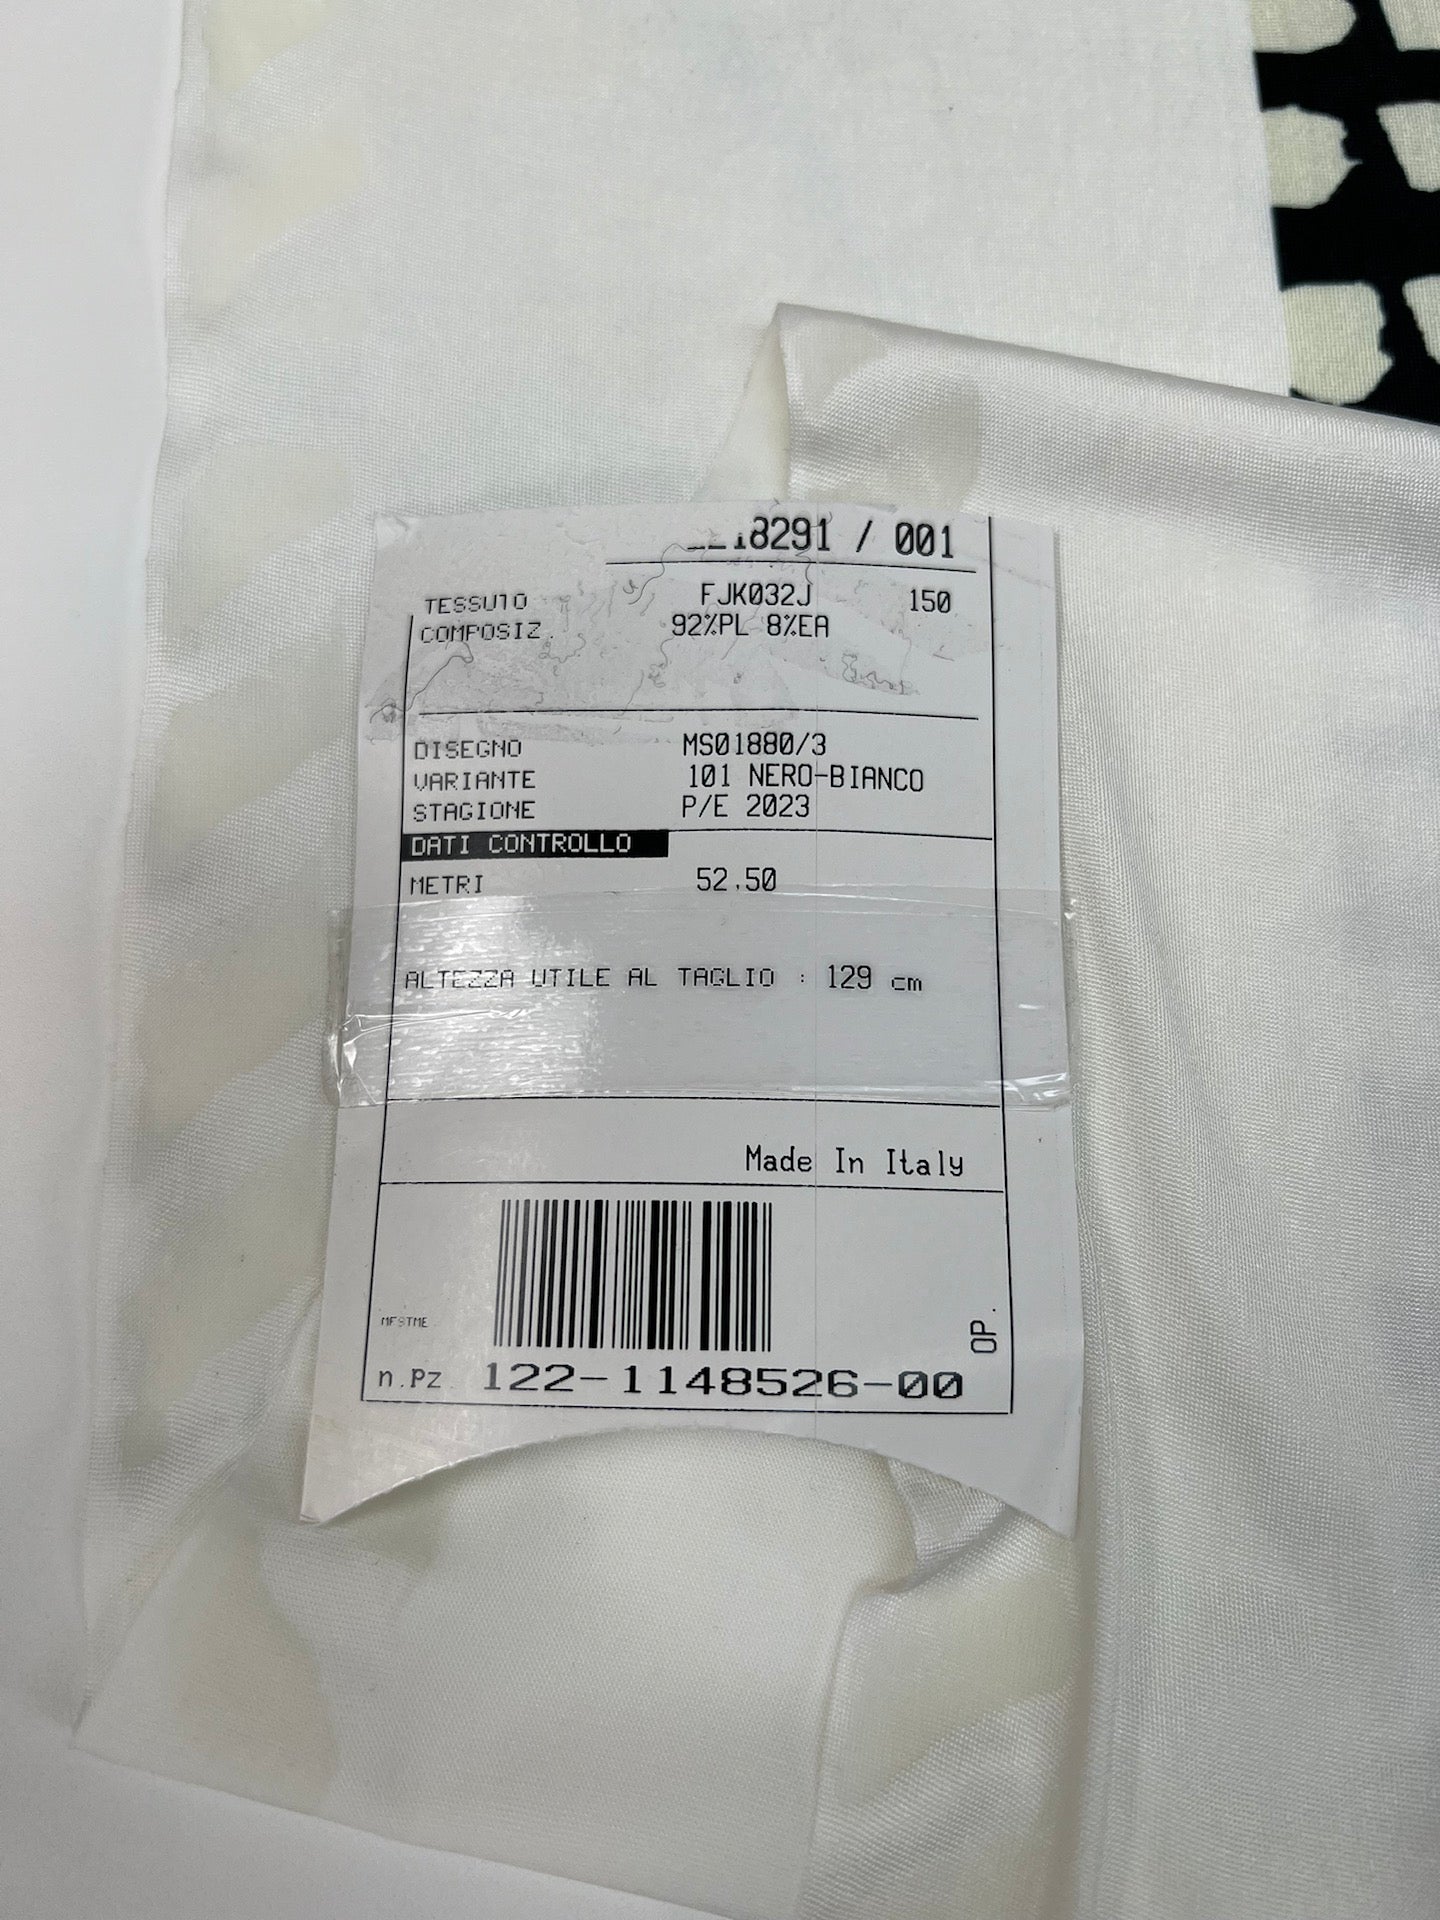 18291 / 001
TESSUTO FJK032J 150
COMPOSIZ. 92%PL 8%EA
DISEGNO MS01880/3
VARIANTE 101 NERO-BIANCO
STAGIONE P/E 2023
DATI CONTROLLO
METRI 52.50
ALTEZZA UTILE AL TAGLIO : 129 cm
Made In Italy
OP.
n.Pz. 122-1148526-00